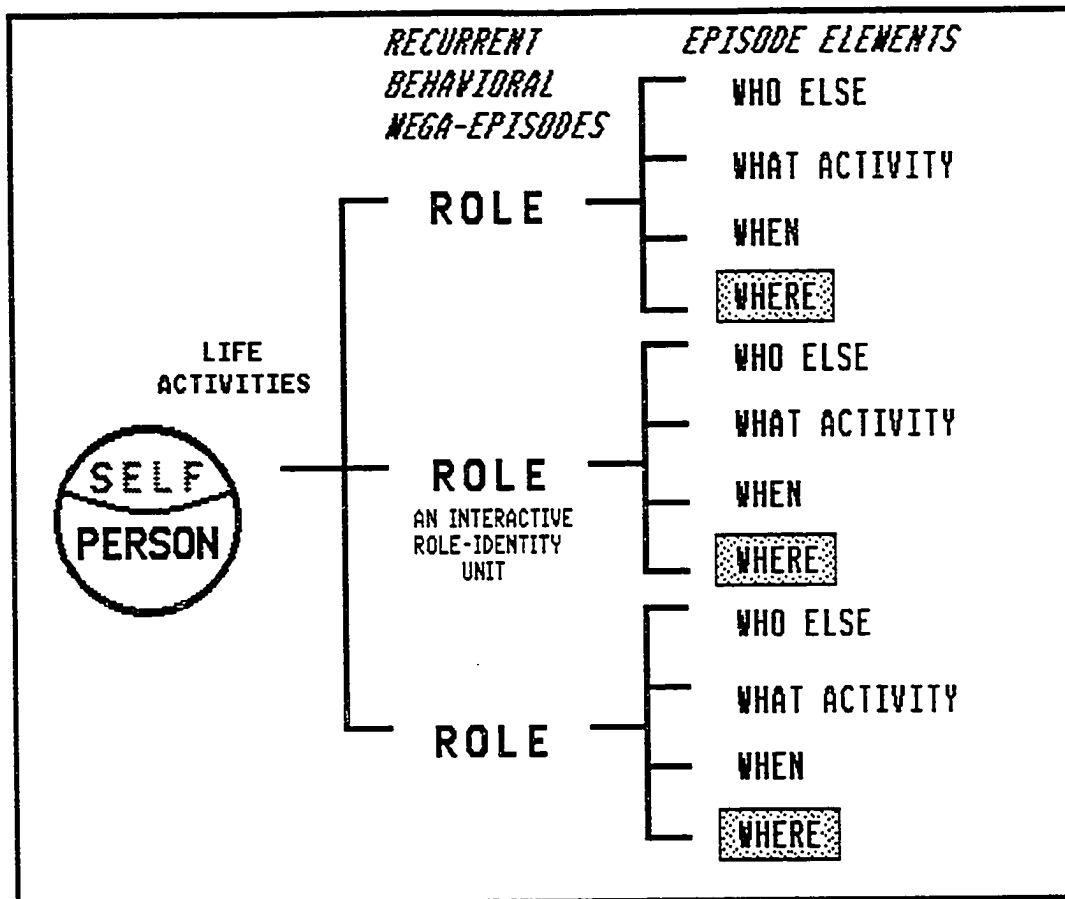 RECURRENT
BEHAVIORAL
MEGA-EPISODES
EPISODE ELEMENTS
WHO ELSE
WHAT ACTIVITY
ROLE
WHEN
WHERE
LIFE
ACTIVITIES
WHO ELSE
WHAT ACTIVITY
SELF
PERSON
ROLE
AN INTERACTIVE
ROLE-IDENTITY
UNIT
WHEN
WHERE
WHO ELSE
WHAT ACTIVITY
ROLE
WHEN
WHERE